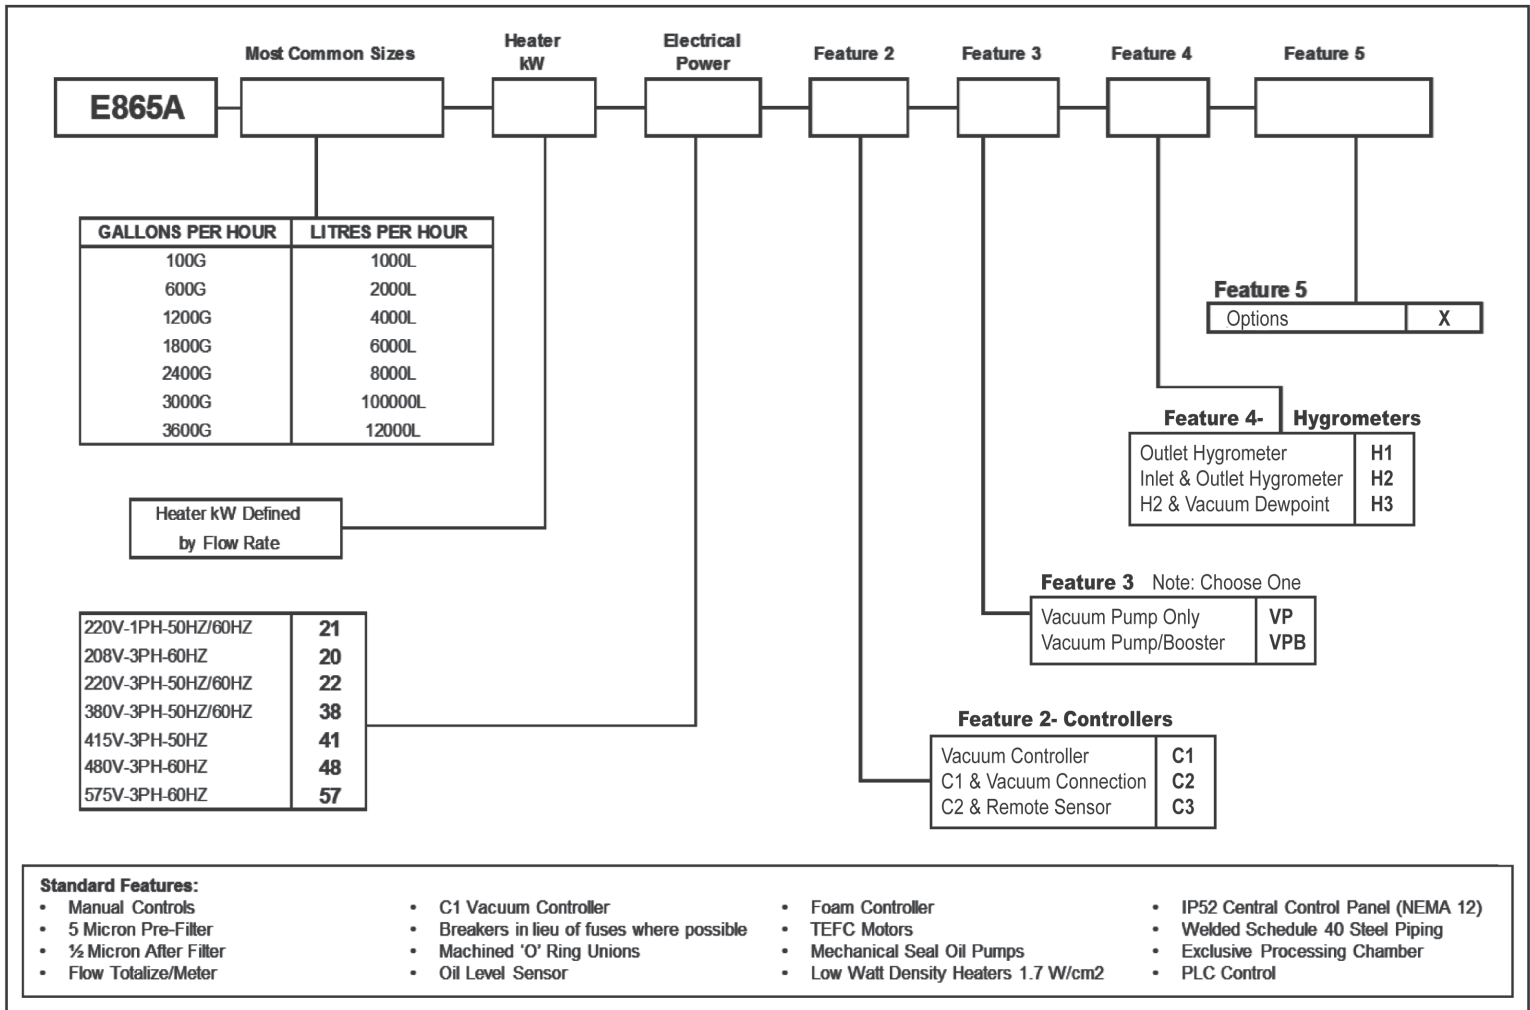 Most Common Sizes
Heater
kW
Electrical
Power
Feature 2
Feature 3
Feature 4
Feature 5
E865A
GALLONS PER HOUR LITRES PER HOUR
100G 1000L
600G 2000L
1200G 4000L
1800G 6000L
2400G 8000L
3000G 100000L
3600G 12000L
Heater kW Defined
by Flow Rate
220V-1PH-50HZ/60HZ 21
208V-3PH-60HZ 20
220V-3PH-50HZ/60HZ 22
380V-3PH-50HZ/60HZ 38
415V-3PH-50HZ 41
480V-3PH-60HZ 48
575V-3PH-60HZ 57
Feature 5
Options X
Feature 4- Hygrometers
Outlet Hygrometer H1
Inlet & Outlet Hygrometer H2
H2 & Vacuum Dewpoint H3
Feature 3 Note: Choose One
Vacuum Pump Only VP
Vacuum Pump/Booster VPB
Feature 2- Controllers
Vacuum Controller C1
C1 & Vacuum Connection C2
C2 & Remote Sensor C3
Standard Features:
• Manual Controls
• 5 Micron Pre-Filter
• ½ Micron After Filter
• Flow Totalize/Meter
• C1 Vacuum Controller
• Breakers in lieu of fuses where possible
• Machined 'O' Ring Unions
• Oil Level Sensor
• Foam Controller
• TEFC Motors
• Mechanical Seal Oil Pumps
• Low Watt Density Heaters 1.7 W/cm2
• IP52 Central Control Panel (NEMA 12)
• Welded Schedule 40 Steel Piping
• Exclusive Processing Chamber
• PLC Control